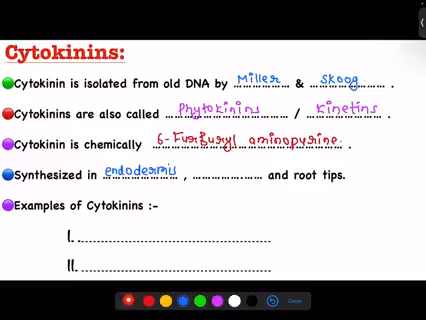 Cytokinins:
Cytokinin is isolated from old DNA by Miller & Skoog .
Cytokinins are also called Phytokinins / Kinetins .
Cytokinin is chemically 6-Furfuryl aminopurine.
Synthesized in endodermis , ...................... and root tips.
Examples of Cytokinins :-
I. ............................................................
II. ............................................................
Done